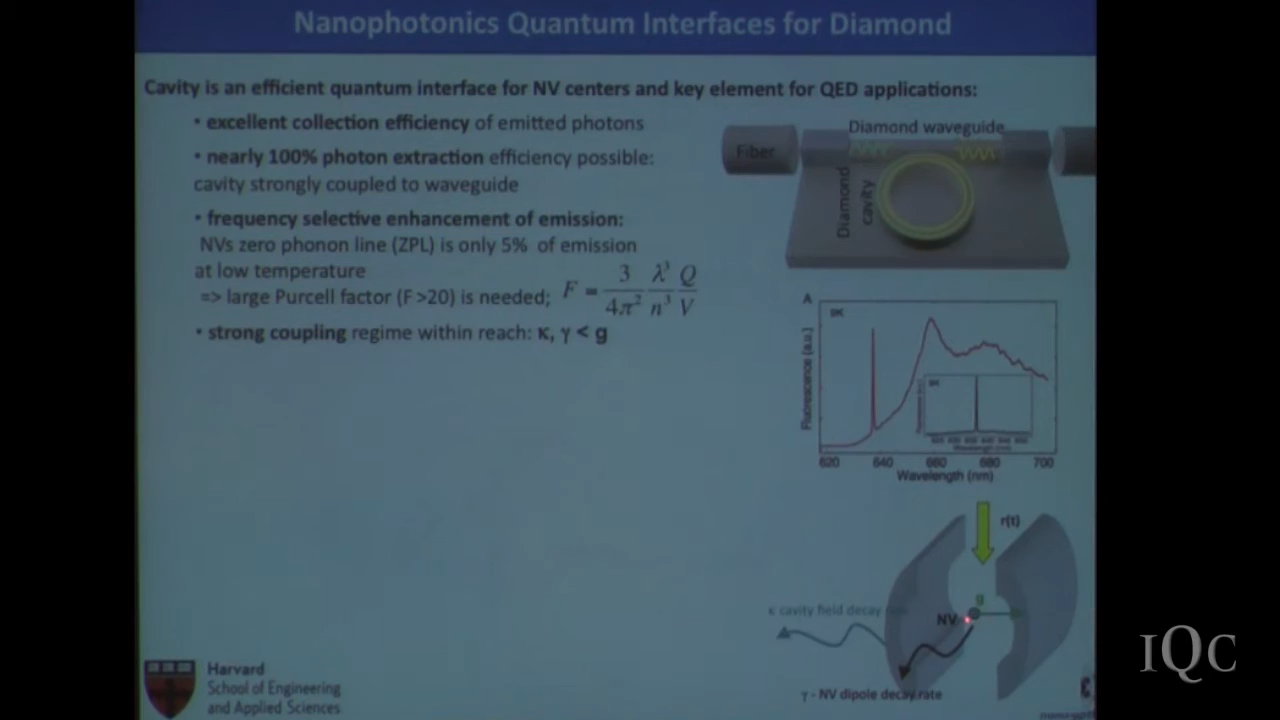 Nanophotonics Quantum Interfaces for Diamond
Cavity is an efficient quantum interface for NV centers and key element for QED applications:
• excellent collection efficiency of emitted photons
• nearly 100% photon extraction efficiency possible:
cavity strongly coupled to waveguide
• frequency selective enhancement of emission:
NVs zero phonon line (ZPL) is only 5% of emission
at low temperature
=> large Purcell factor (F >20) is needed; F = 3/4π² λ³/n³ Q/V
• strong coupling regime within reach: κ, γ < g
Diamond waveguide
Fiber
Diamond
cavity
A
8K
Fluorescence (a.u.)
620 640 660 680 700
Wavelength (nm)
r(t)
g
κ cavity field decay
NV
γ - NV dipole decay rate
Harvard
School of Engineering
and Applied Sciences
IQC